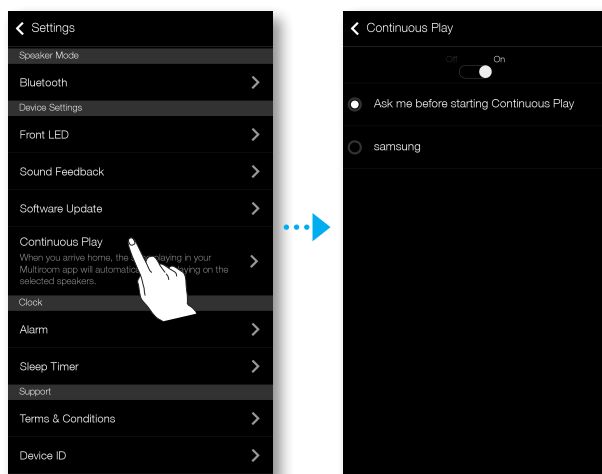 Settings
Speaker Mode
Bluetooth
Device Settings
Front LED
Sound Feedback
Software Update
Continuous Play
When you arrive home, the playing in your
Multiroom app will playing on the
selected speakers.
Clock
Alarm
Sleep Timer
Support
Terms & Conditions
Device ID
Continuous Play
Off On
Ask me before starting Continuous Play
samsung